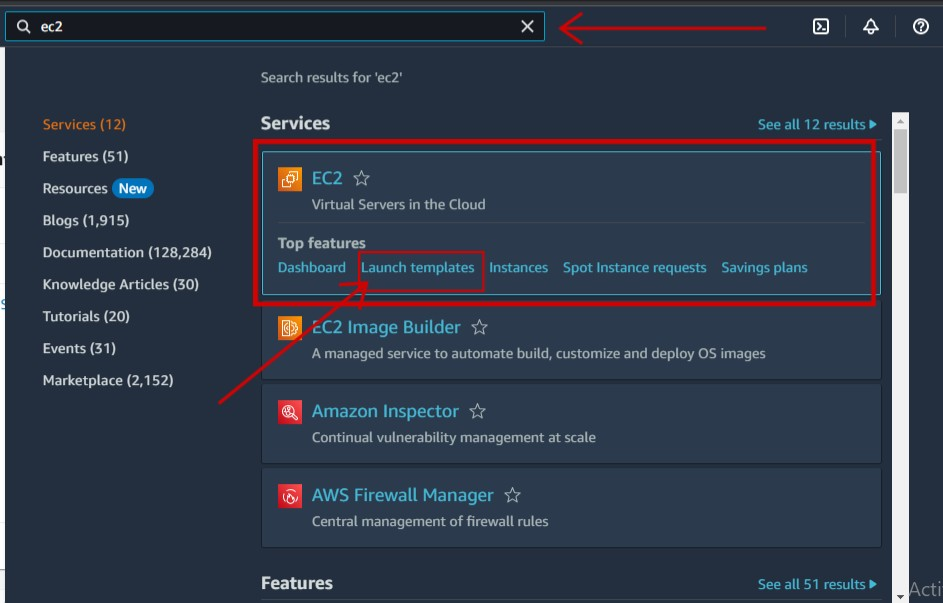 ec2
Search results for 'ec2'
Services (12)
Features (51)
Resources New
Blogs (1,915)
Documentation (128,284)
Knowledge Articles (30)
Tutorials (20)
Events (31)
Marketplace (2,152)
Services
See all 12 results
EC2
Virtual Servers in the Cloud
Top features
Dashboard Launch templates Instances Spot Instance requests Savings plans
EC2 Image Builder
A managed service to automate build, customize and deploy OS images
Amazon Inspector
Continual vulnerability management at scale
AWS Firewall Manager
Central management of firewall rules
Features
See all 51 results
Acti